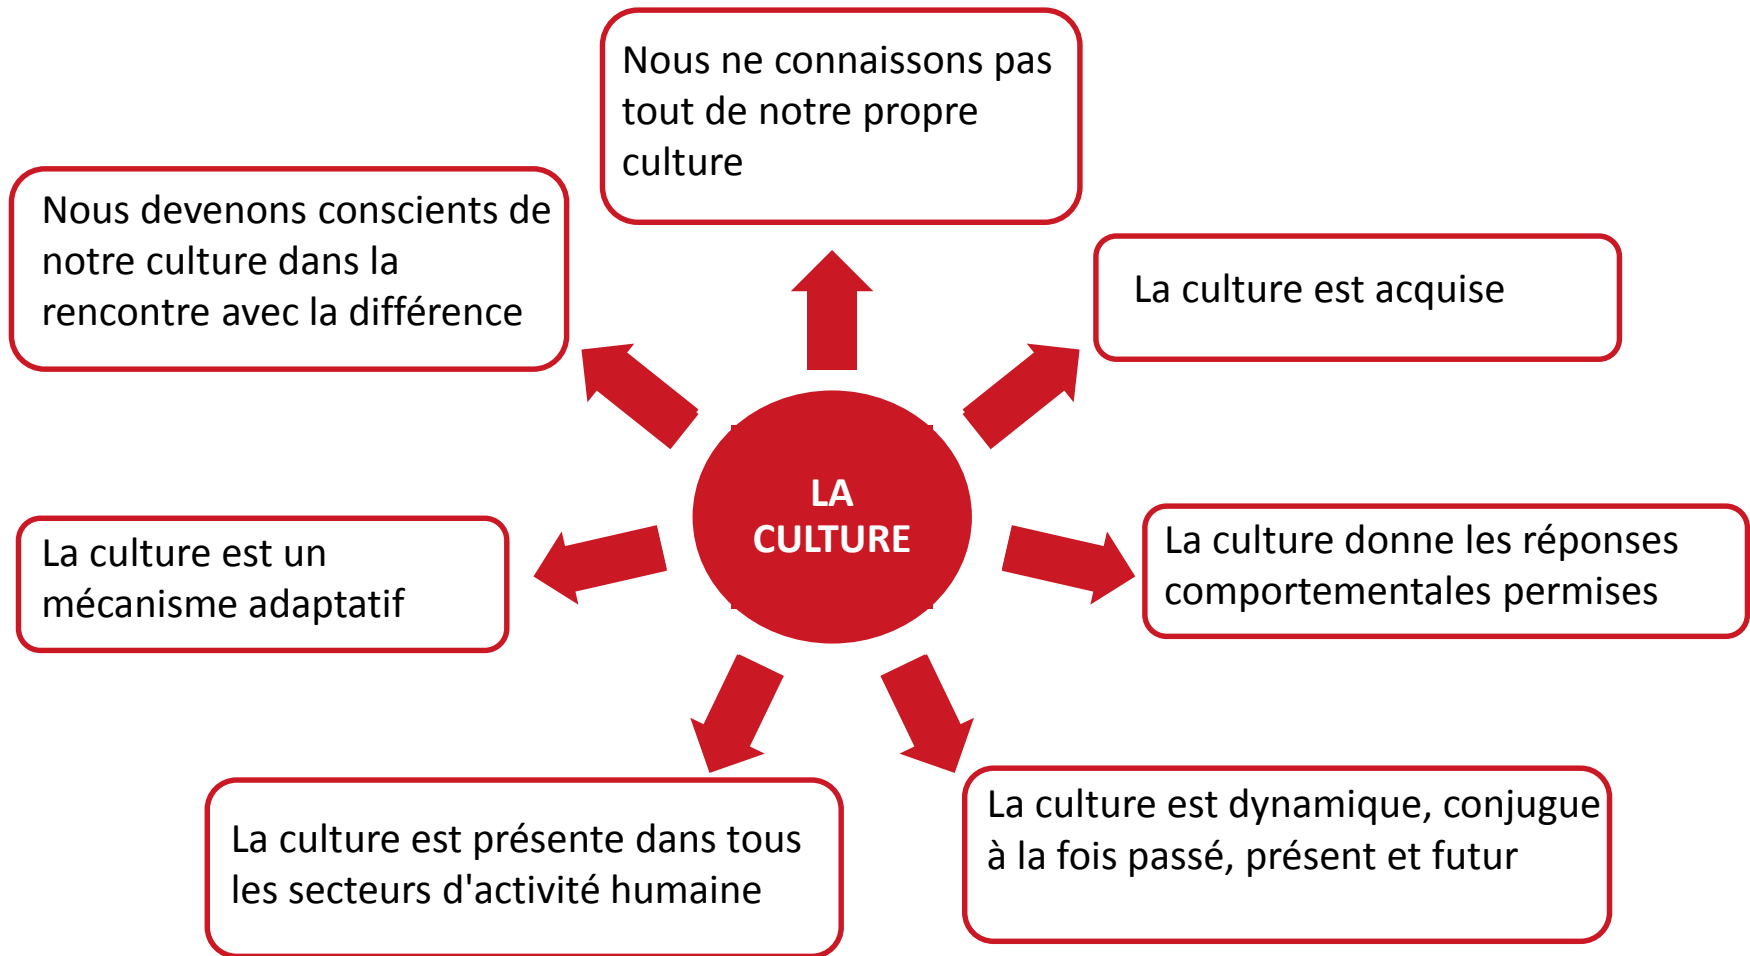 Nous ne connaissons pas
tout de notre propre
culture
Nous devenons conscients de
notre culture dans la
rencontre avec la différence
La culture est acquise
LA
CULTURE
La culture est un
mécanisme adaptatif
La culture donne les réponses
comportementales permises
La culture est présente dans tous
les secteurs d'activité humaine
La culture est dynamique, conjugue
à la fois passé, présent et futur